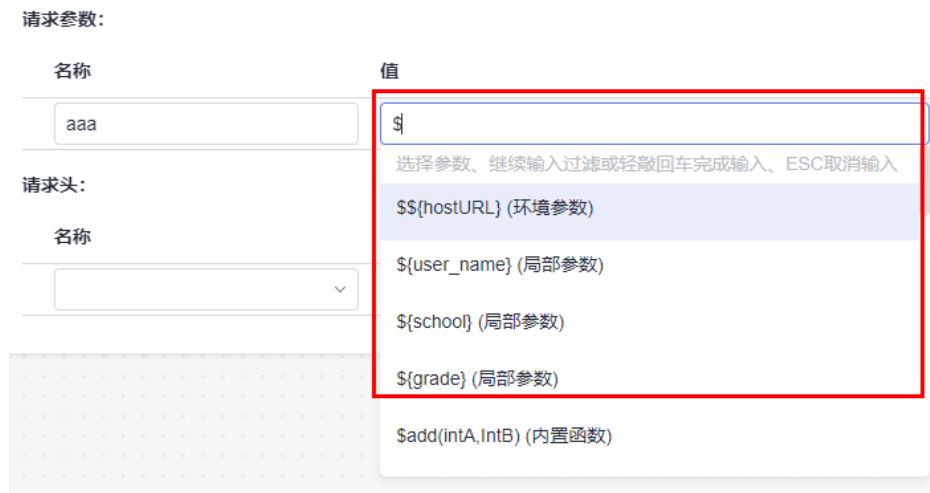 请求参数：
名称 值
aaa $
选择参数、继续输入过滤或轻敲回车完成输入、ESC取消输入
请求头：
$${hostURL} (环境参数)
名称
${user_name} (局部参数)
${school} (局部参数)
${grade} (局部参数)
$add(intA,IntB) (内置函数)